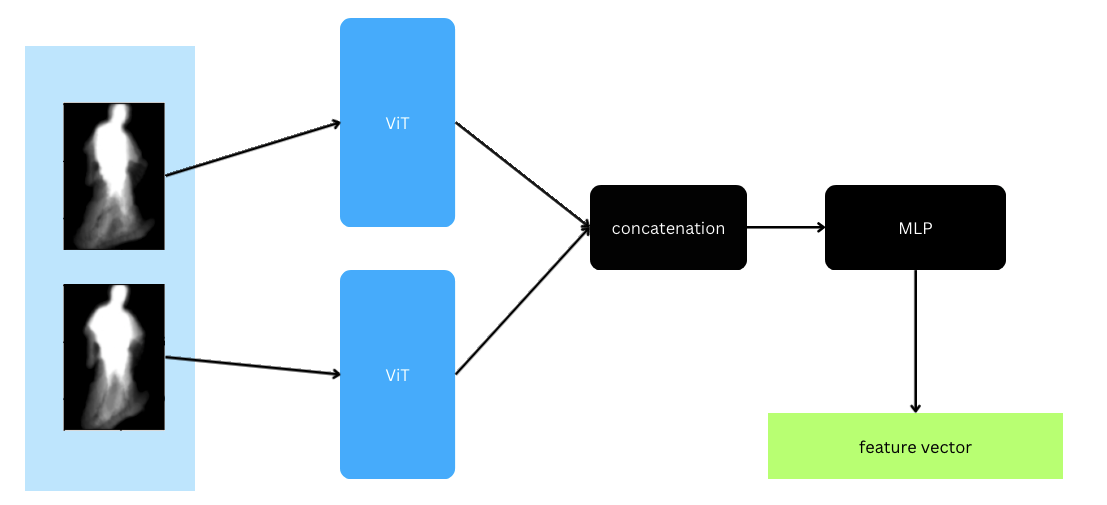 ViT
ViT
concatenation
MLP
feature vector